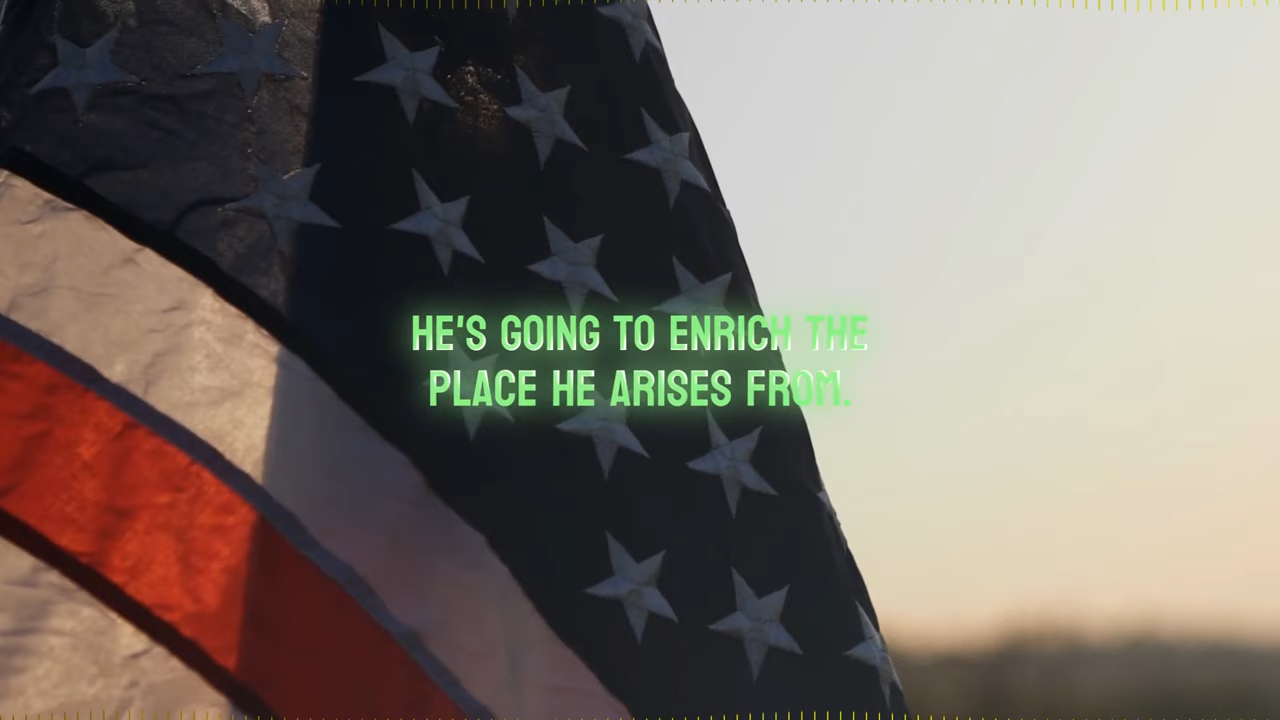 HE'S GOING TO ENRICH THE
PLACE HE ARISES FROM.